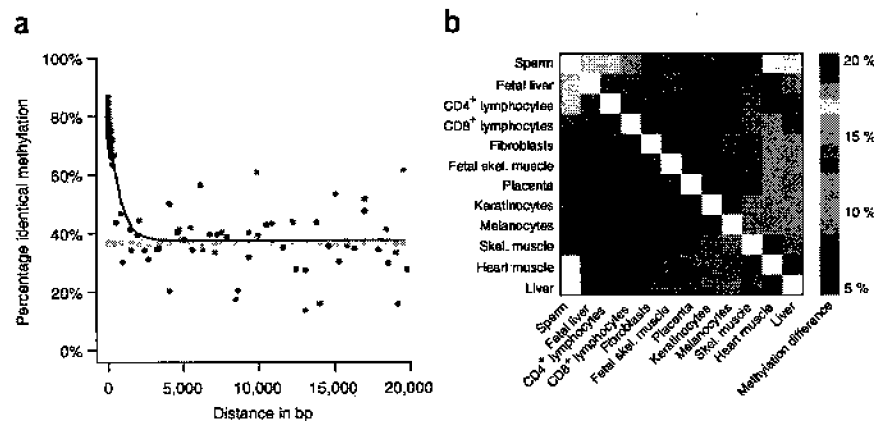 a
100%
80%
60%
40%
20%
0%
Percentage identical methylation
0
5,000
10,000
15,000
20,000
Distance in bp
b
Sperm
Fetal liver
CD4+ lymphocytes
CD8+ lymphocytes
Fibroblasts
Fetal skel. muscle
Placenta
Keratinocytes
Melanocytes
Skel. muscle
Heart muscle
Liver
Sperm
Fetal liver
CD4+ lymphocytes
CD8+ lymphocytes
Fibroblasts
Fetal skel. muscle
Placenta
Keratinocytes
Melanocytes
Skel. muscle
Heart muscle
Liver
Methylation difference
20 %
15 %
10 %
5 %